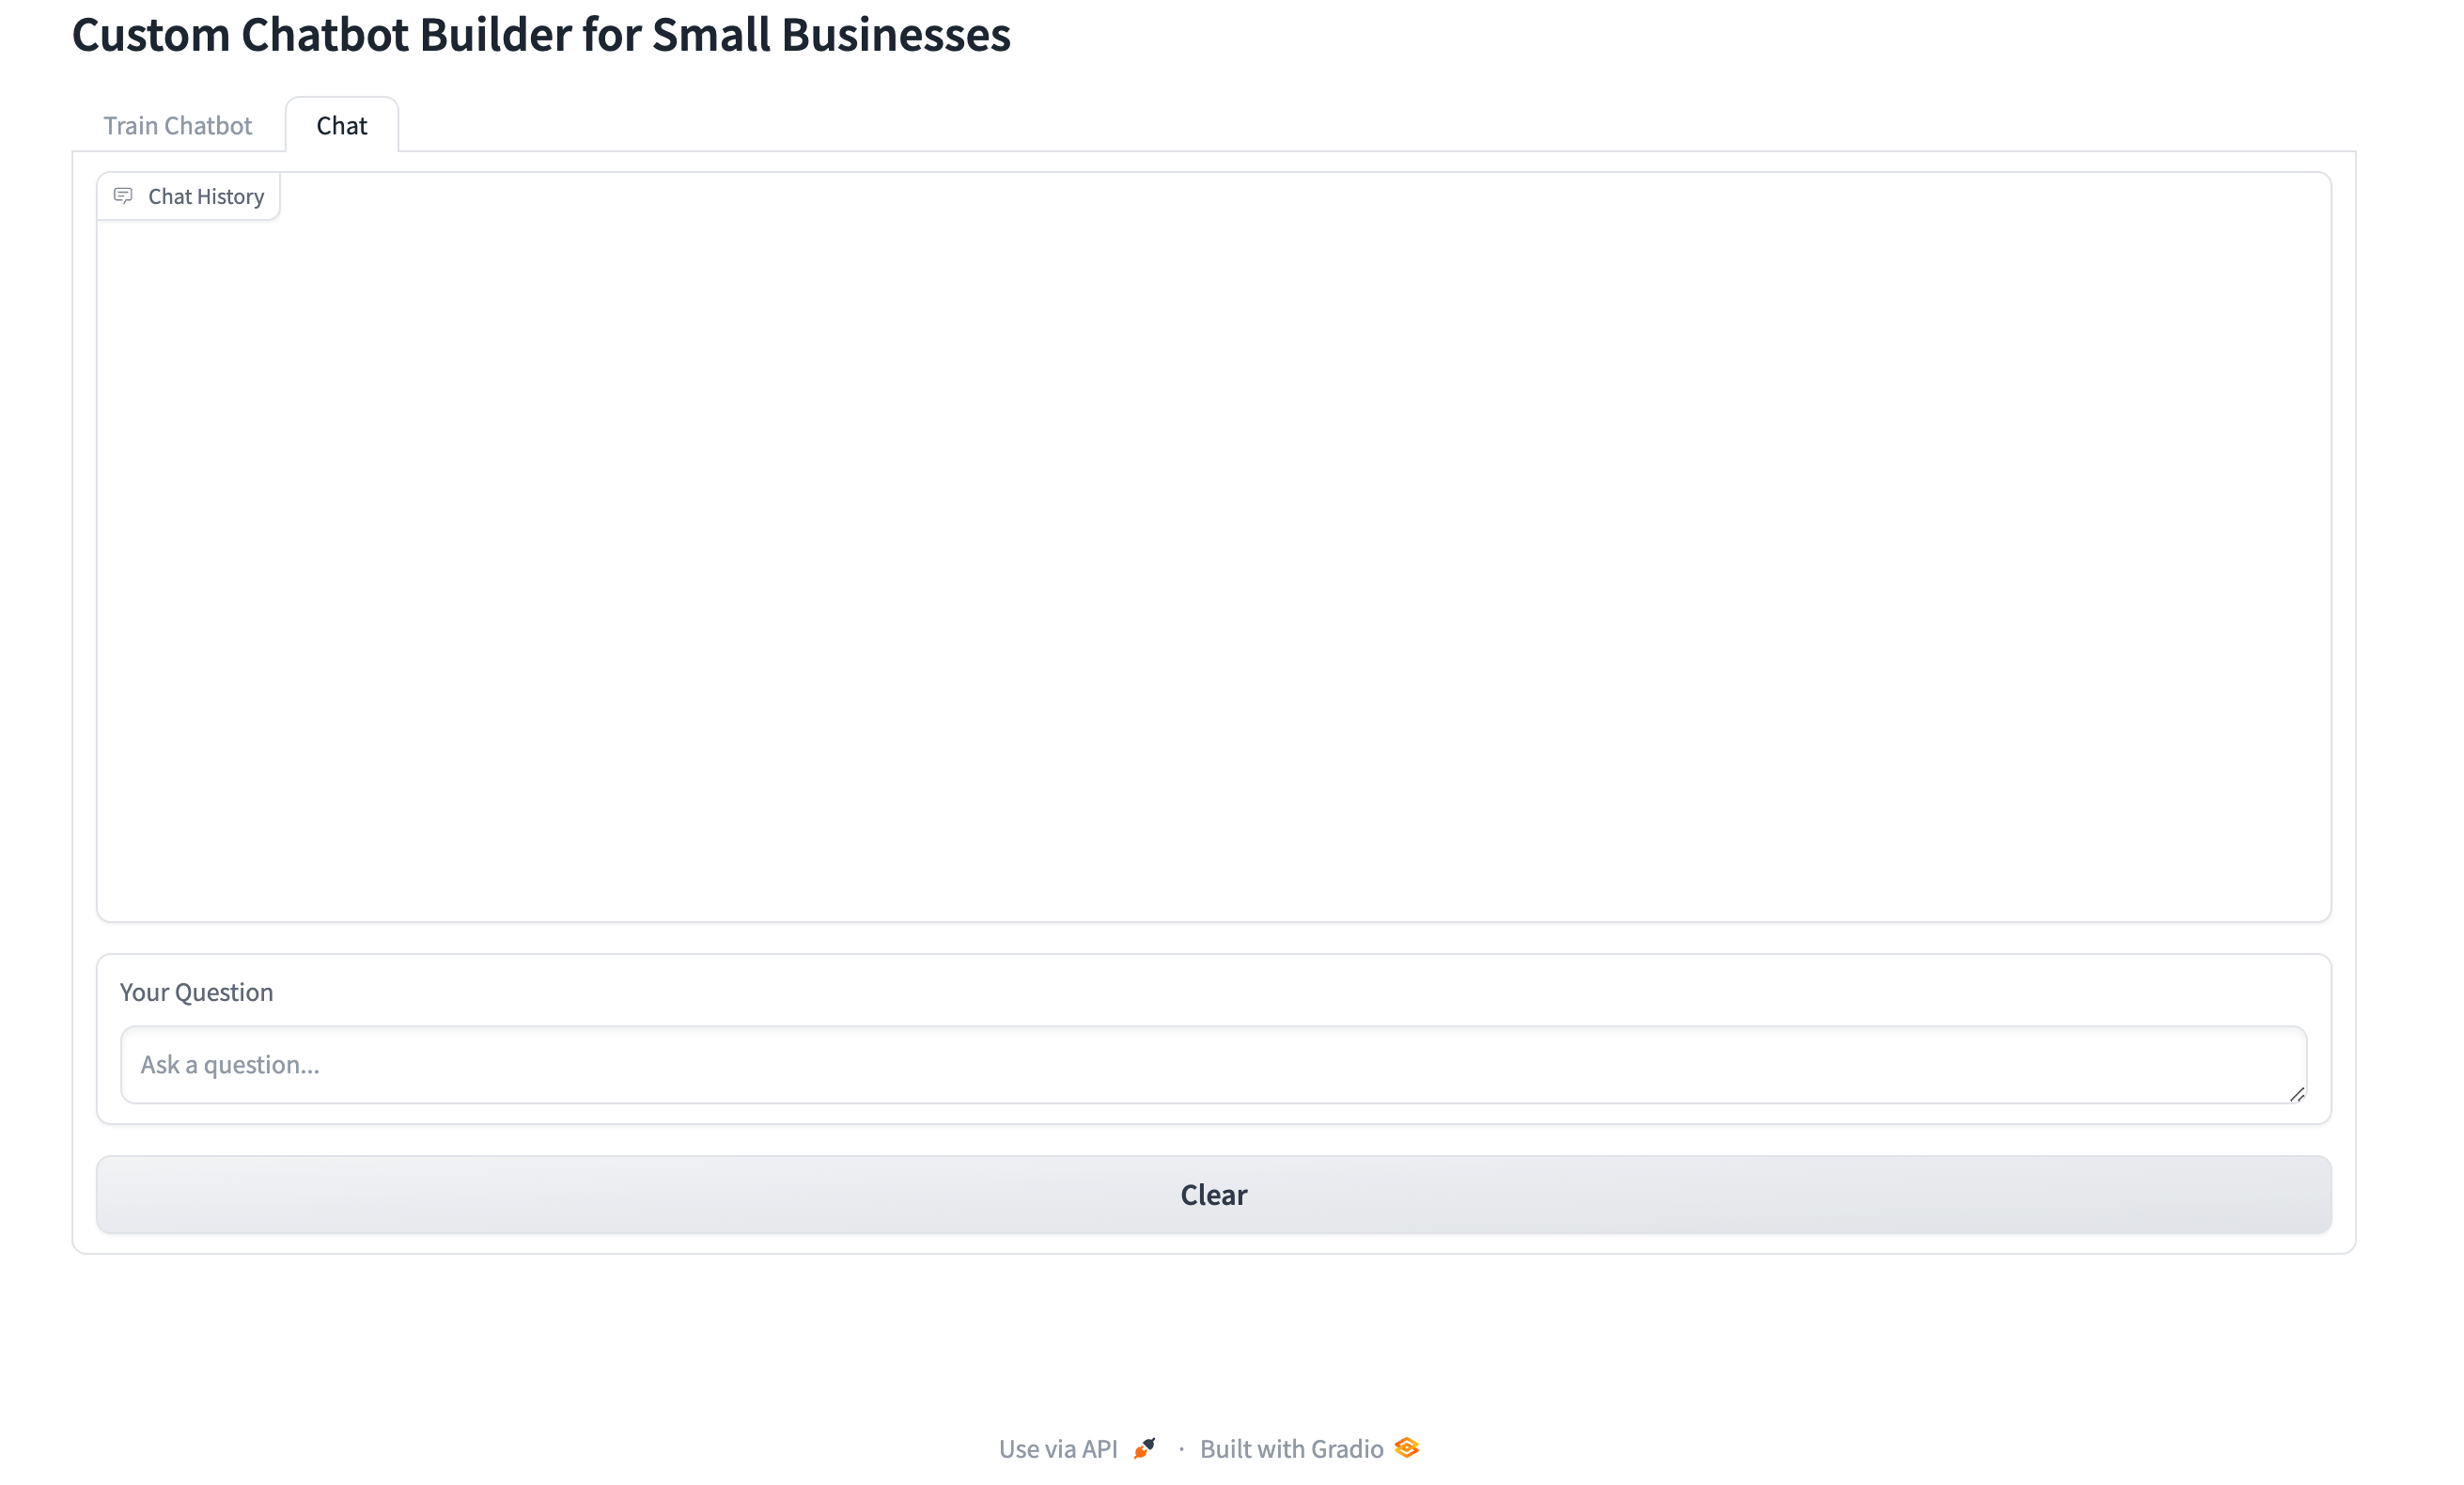 Custom Chatbot Builder for Small Businesses
Train Chatbot
Chat
Chat History
Your Question
Ask a question...
Clear
Use via API · Built with Gradio